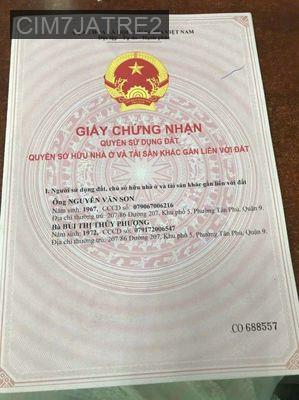 CIM7JATRE2
GIẤY CHỨNG NHẬN
QUYỀN SỬ DỤNG ĐẤT
QUYỀN SỞ HỮU NHÀ Ở VÀ TÀI SẢN KHÁC GẮN LIỀN VỚI ĐẤT
I. Người sử dụng đất, chủ sở hữu nhà ở và tài sản khác gắn liền với đất
Ông NGUYỄN VĂN SƠN
Năm sinh: 1967, CCCD số: 079067006216
Địa chỉ thường trú: 207/86 Đường 207, Khu phố 5, Phường Tân Phú, Quận 9.
Bà BÙI THỊ THÚY PHƯỢNG
Năm sinh: 1972, CCCD số: 079172006547
Địa chỉ thường trú: 207/86 Đường 207, Khu phố 5, Phường Tân Phú, Quận 9.
CO 688557